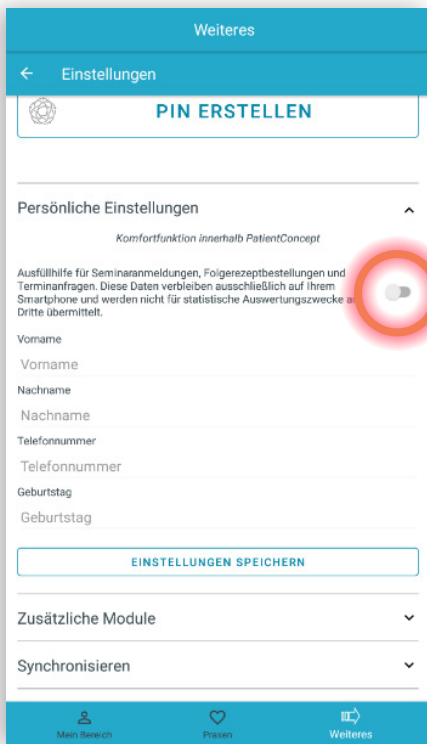 Weiteres
Einstellungen
PIN ERSTELLEN
Persönliche Einstellungen
Komfortfunktion innerhalb PatientConcept
Ausfüllhilfe für Seminaranmeldungen, Folgerezeptbestellungen und
Terminanfragen. Diese Daten verbleiben ausschließlich auf Ihrem
Smartphone und werden nicht für statistische Auswertungszwecke
Dritte übermittelt.
Vorname
Vorname
Nachname
Nachname
Telefonnummer
Telefonnummer
Geburtstag
Geburtstag
EINSTELLUNGEN SPEICHERN
Zusätzliche Module
Synchronisieren
Mein Bereich
Praxen
Weiteres